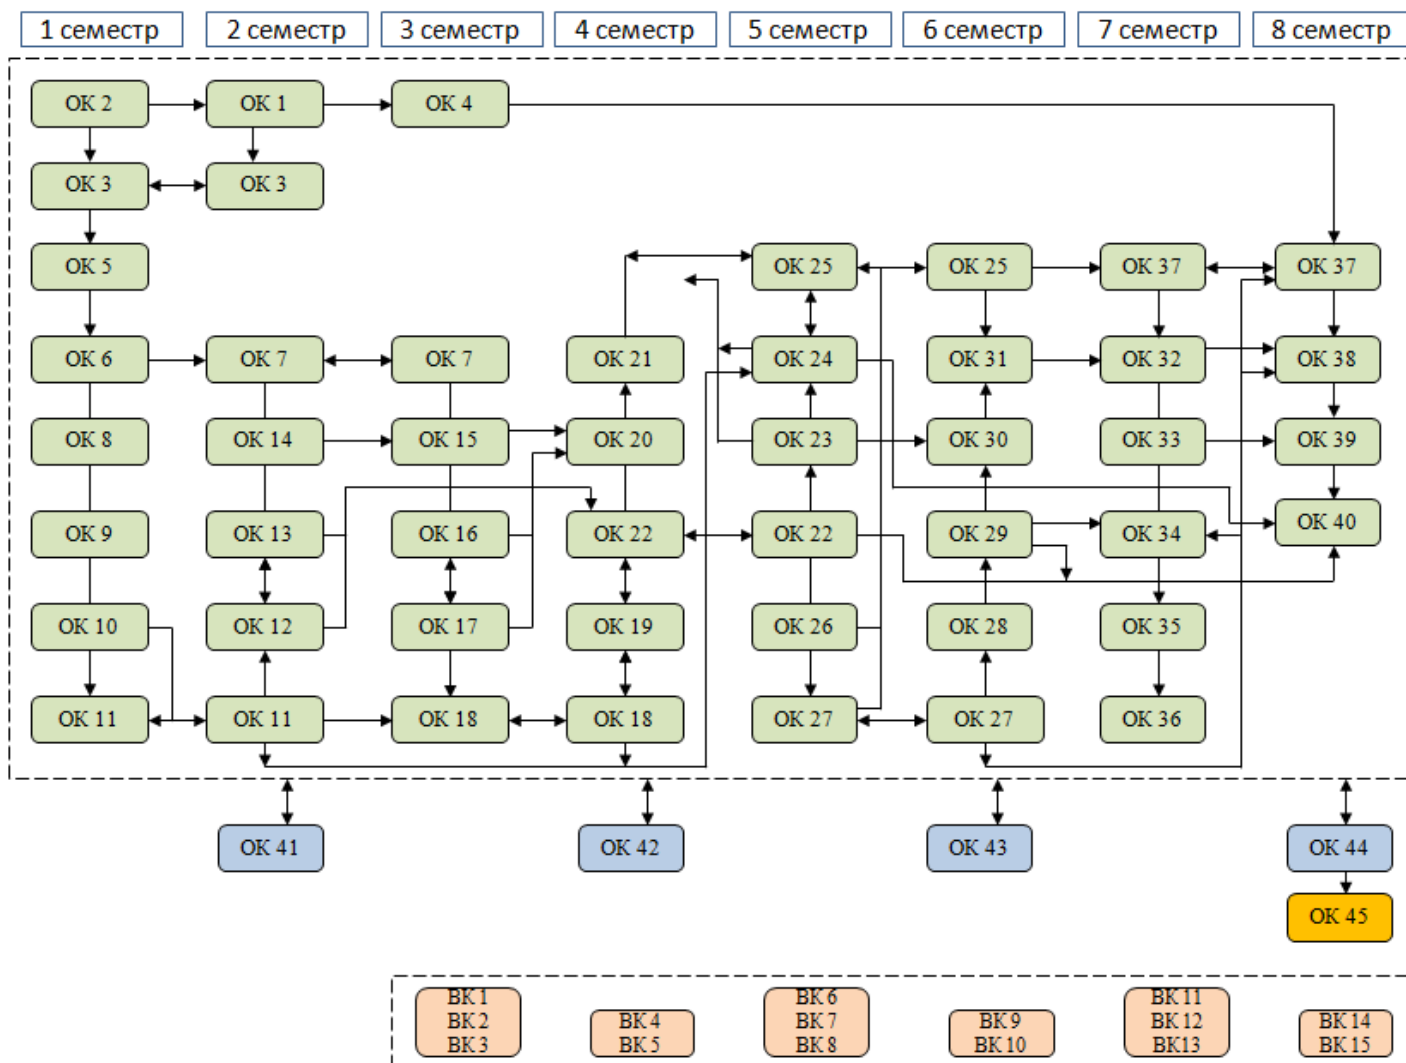 1 семестр
2 семестр
3 семестр
4 семестр
5 семестр
6 семестр
7 семестр
8 семестр
ОК 2
ОК 1
ОК 4
ОК 3
ОК 3
ОК 5
ОК 25
ОК 25
ОК 37
ОК 37
ОК 6
ОК 7
ОК 7
ОК 21
ОК 24
ОК 31
ОК 32
ОК 38
ОК 8
ОК 14
ОК 15
ОК 20
ОК 23
ОК 30
ОК 33
ОК 39
ОК 9
ОК 13
ОК 16
ОК 22
ОК 22
ОК 29
ОК 34
ОК 40
ОК 10
ОК 12
ОК 17
ОК 19
ОК 26
ОК 28
ОК 35
ОК 11
ОК 11
ОК 18
ОК 18
ОК 27
ОК 27
ОК 36
ОК 41
ОК 42
ОК 43
ОК 44
ОК 45
ВК 1
ВК 2
ВК 3
ВК 4
ВК 5
ВК 6
ВК 7
ВК 8
ВК 9
ВК 10
ВК 11
ВК 12
ВК13
ВК 14
ВК 15